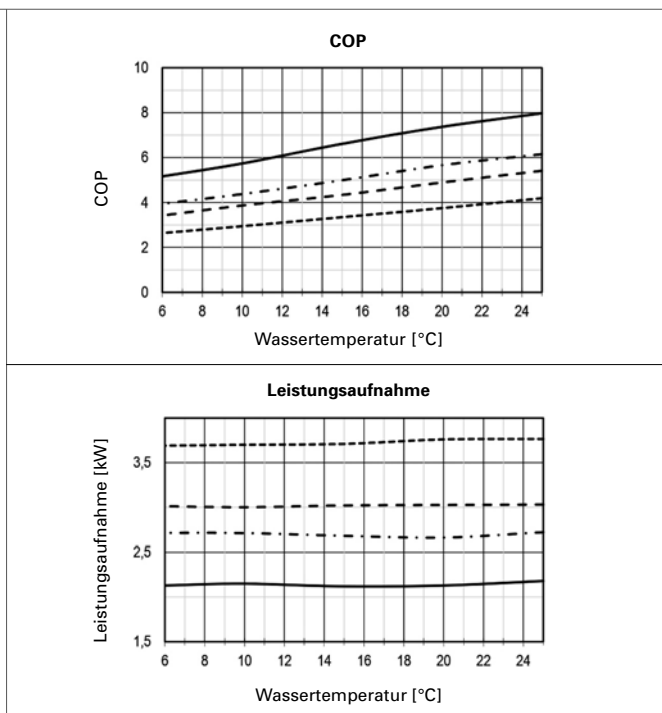 COP
10
8
6
4
2
0
COP
6 8 10 12 14 16 18 20 22 24
Wassertemperatur [°C]
Leistungsaufnahme
3,5
2,5
1,5
Leistungsaufnahme [kW]
6 8 10 12 14 16 18 20 22 24
Wassertemperatur [°C]